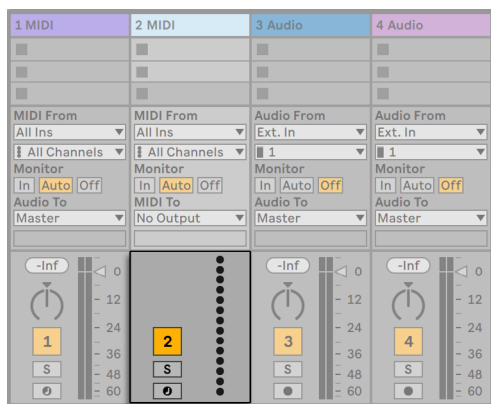 1 MIDI 2 MIDI 3 Audio 4 Audio
MIDI From MIDI From Audio From Audio From
All Ins All Ins Ext. In Ext. In
All Channels All Channels 1 1
Monitor Monitor Monitor Monitor
In Auto Off In Auto Off In Auto Off In Auto Off
Audio To MIDI To Audio To Audio To
Master No Output Master Master
-Inf 0 -Inf 0 -Inf 0
12 12 12
24 24 24
1 2 3 4
36 36 36
S S S S
48 48 48
60 60 60